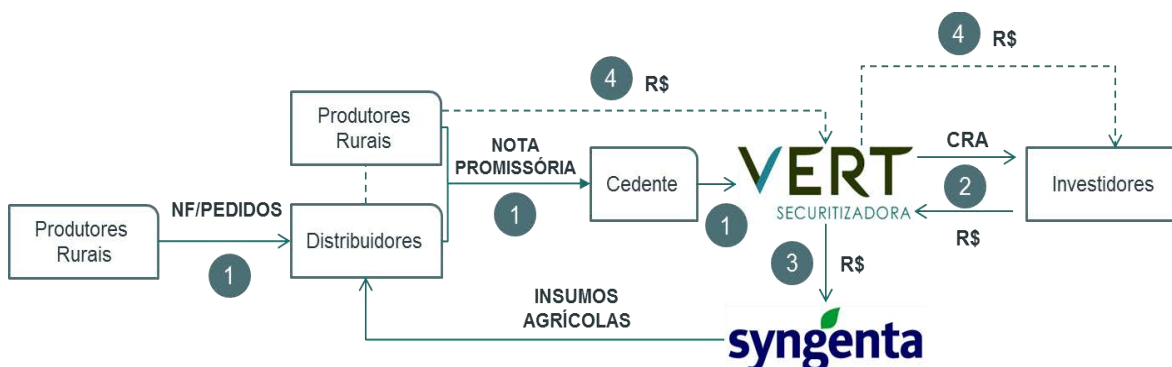 4
R$
4
R$
Produtores
Rurais
NOTA
PROMISSÓRIA
1
Cedente
1
VERT
SECURITIZADORA
CRA
2
R$
Investidores
Produtores
Rurais
NF/PEDIDOS
1
Distribuidores
3
R$
INSUMOS
AGRÍCOLAS
syngenta